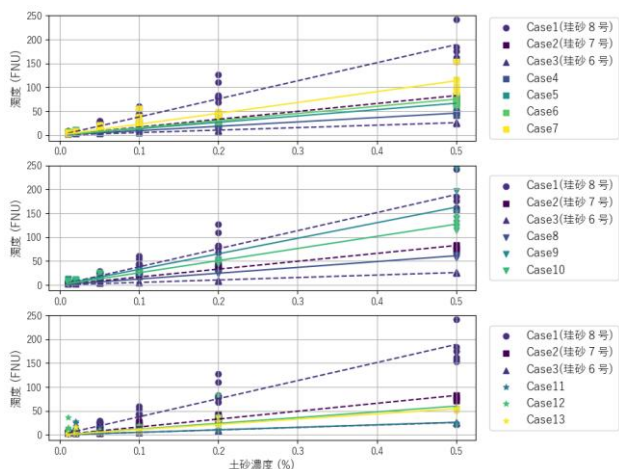 250
200
150
100
50
0
濁度 (FNU)
0.0 0.1 0.2 0.3 0.4 0.5
Case1(珪砂８号)
Case2(珪砂７号)
Case3(珪砂６号)
Case4
Case5
Case6
Case7
250
200
150
100
50
0
濁度 (FNU)
0.0 0.1 0.2 0.3 0.4 0.5
Case1(珪砂８号)
Case2(珪砂７号)
Case3(珪砂６号)
Case8
Case9
Case10
250
200
150
100
50
0
濁度 (FNU)
0.0 0.1 0.2 0.3 0.4 0.5
土砂濃度 (%)
Case1(珪砂８号)
Case2(珪砂７号)
Case3(珪砂６号)
Case11
Case12
Case13